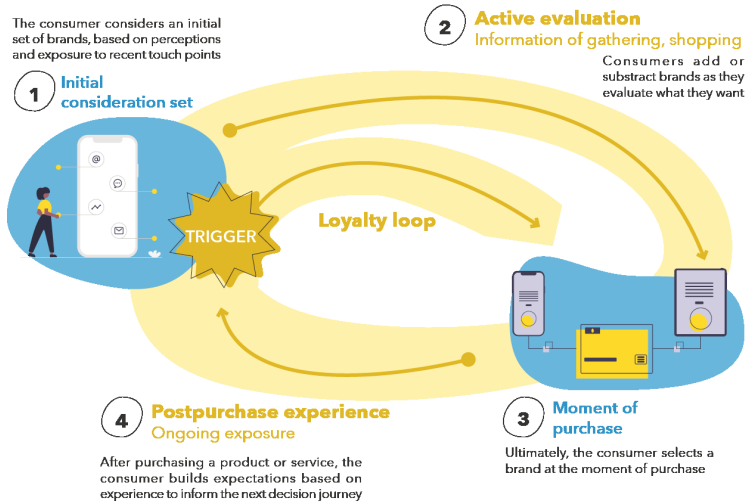 The consumer considers an initial
set of brands, based on perceptions
and exposure to recent touch points
1
Initial
consideration set
2
Active evaluation
Information of gathering, shopping
Consumers add or
substract brands as they
evaluate what they want
TRIGGER
Loyalty loop
3
Moment of
purchase
Ultimately, the consumer selects a
brand at the moment of purchase
4
Postpurchase experience
Ongoing exposure
After purchasing a product or service, the
consumer builds expectations based on
experience to inform the next decision journey